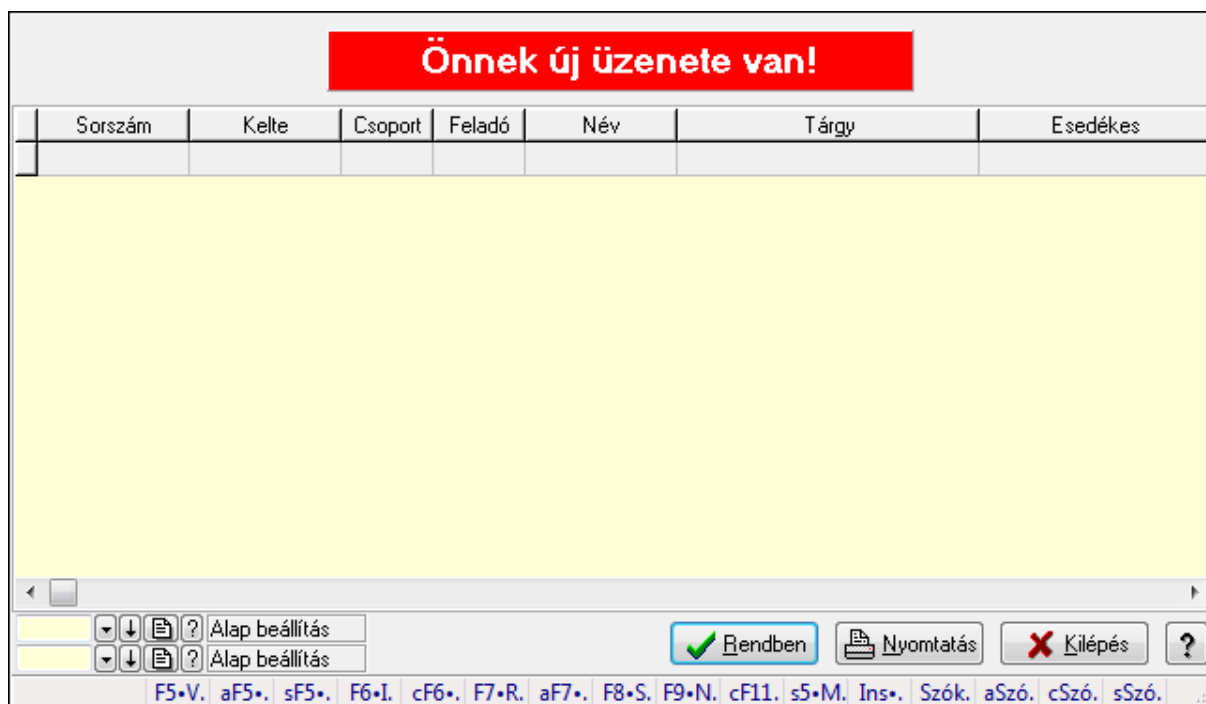 Önnek új üzenete van!
Sorszám Kelte Csoport Feladó Név Tárgy Esedékes
? Alap beállítás
? Alap beállítás
Rendben Nyomtatás Kilépés ?
F5•V. aF5•. sF5•. F6•I. cF6•. F7•R. aF7•. F8•S. F9•N. cF11. s5•M. Ins•. Szók. aSzó. cSzó. sSzó.